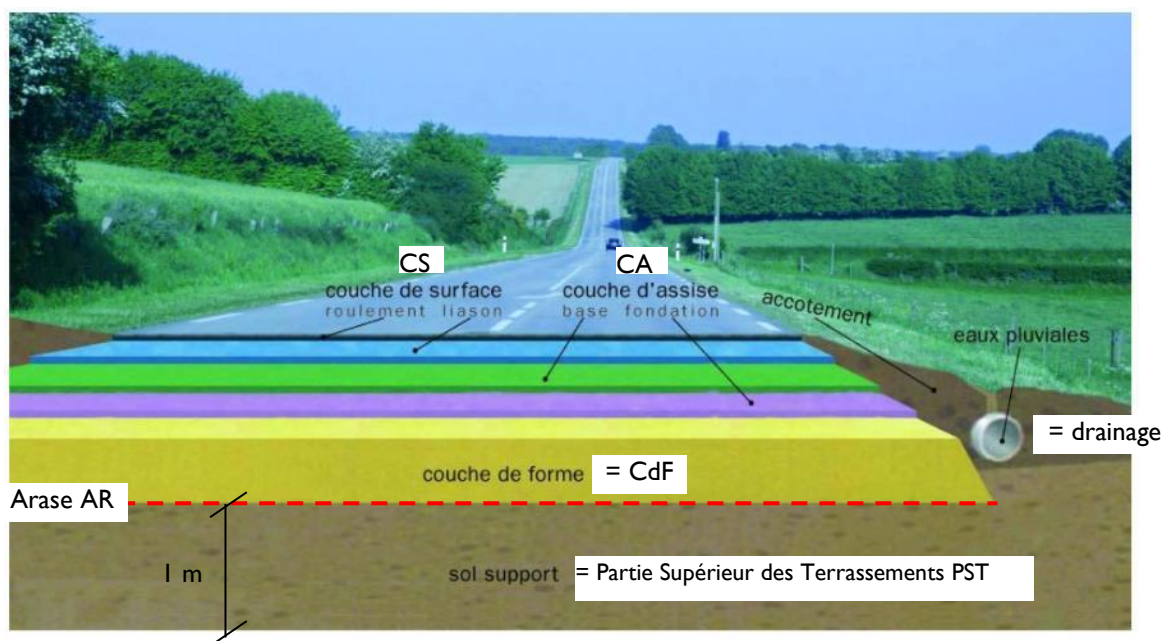 CS
couche de surface
roulement liason
CA
couche d'assise
base fondation
accotement
eaux pluviales
= drainage
couche de forme = CdF
Arase AR
1 m
sol support = Partie Supérieur des Terrassements PST